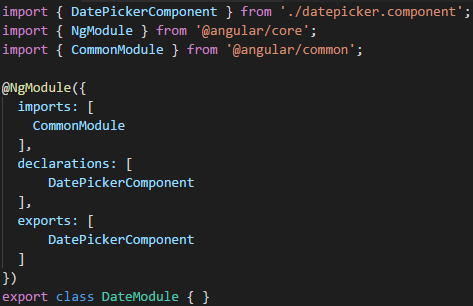 import { DatePickerComponent } from './datepicker.component';
import { NgModule } from '@angular/core';
import { CommonModule } from '@angular/common';
@NgModule({
  imports: [
    CommonModule
  ],
  declarations: [
      DatePickerComponent
  ],
  exports: [
      DatePickerComponent
  ]
})
export class DateModule { }